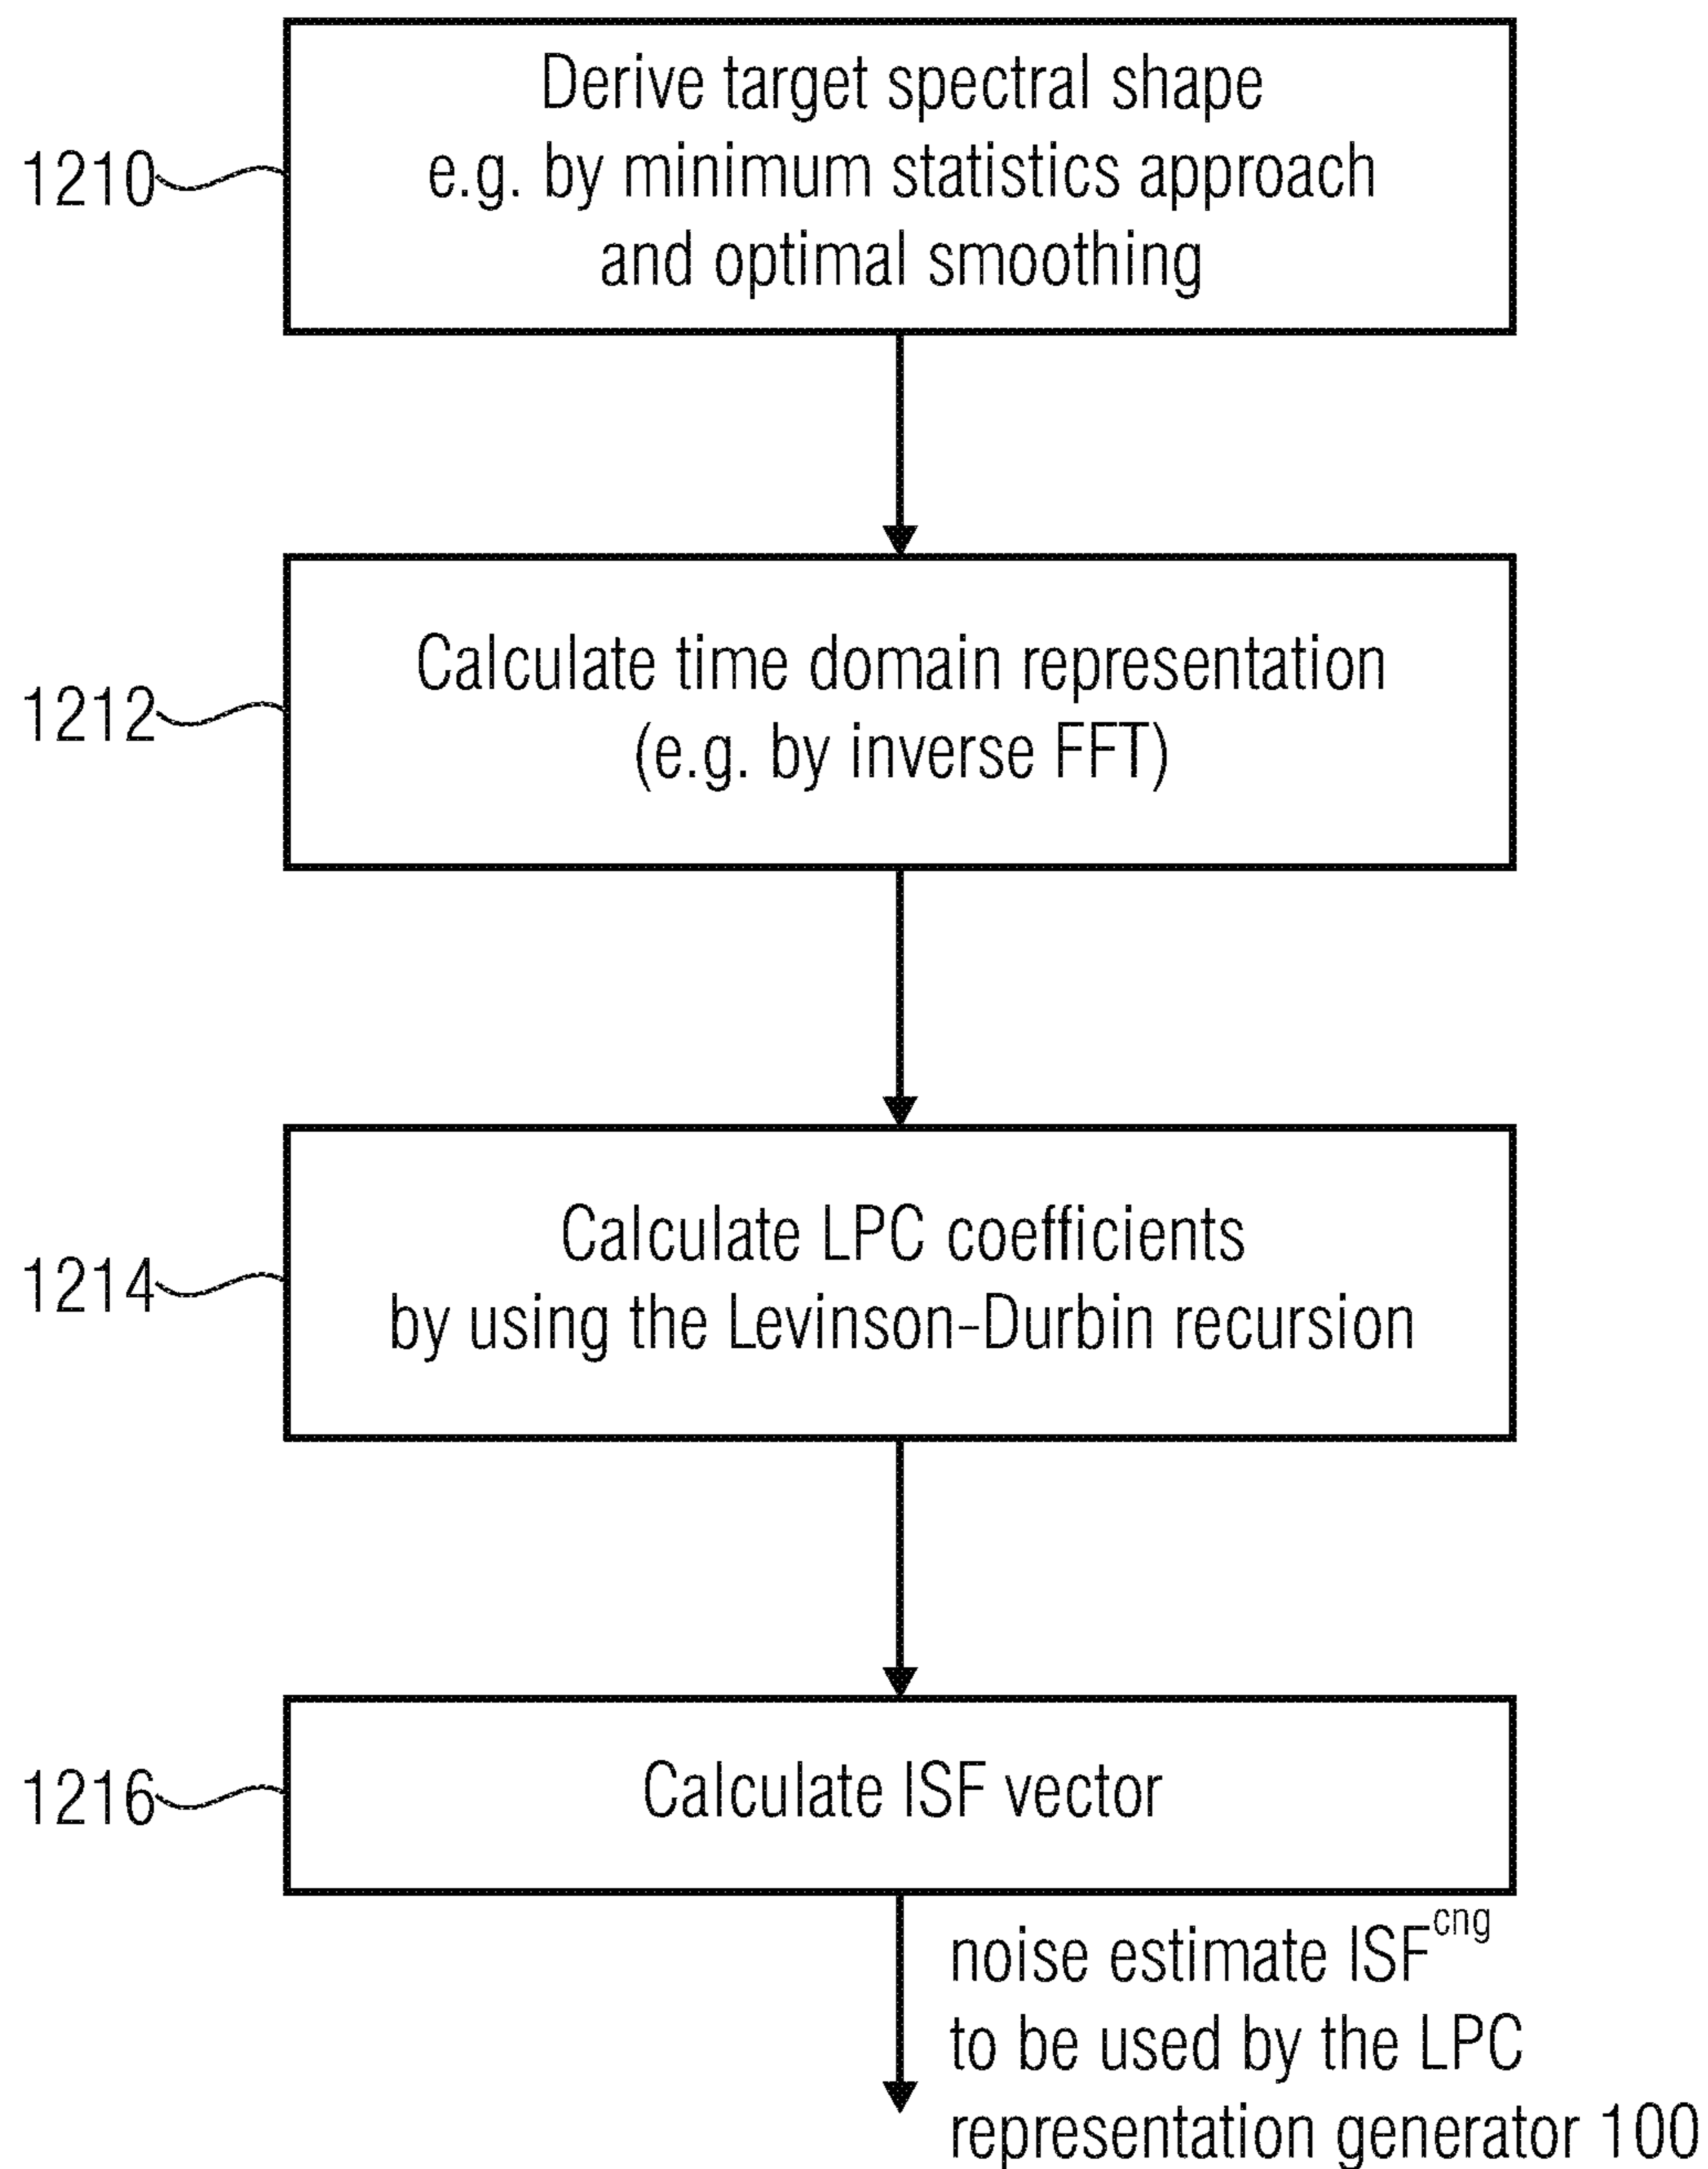 Derive target spectral shape
e.g. by minimum statistics approach
and optimal smoothing
1210
Calculate time domain representation
(e.g. by inverse FFT)
1212
Calculate LPC coefficients
by using the Levinson-Durbin recursion
1214
Calculate ISF vector
1216
noise estimate ISF^cng
to be used by the LPC
representation generator 100